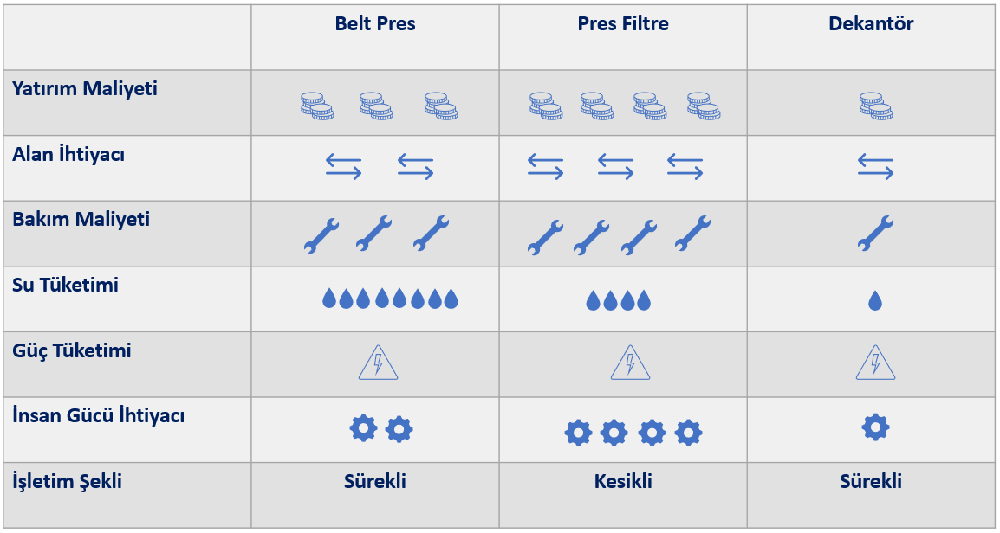 Belt Pres
Pres Filtre
Dekantör
Yatırım Maliyeti
Alan İhtiyacı
Bakım Maliyeti
Su Tüketimi
Güç Tüketimi
İnsan Gücü İhtiyacı
İşletim Şekli
Sürekli
Kesikli
Sürekli